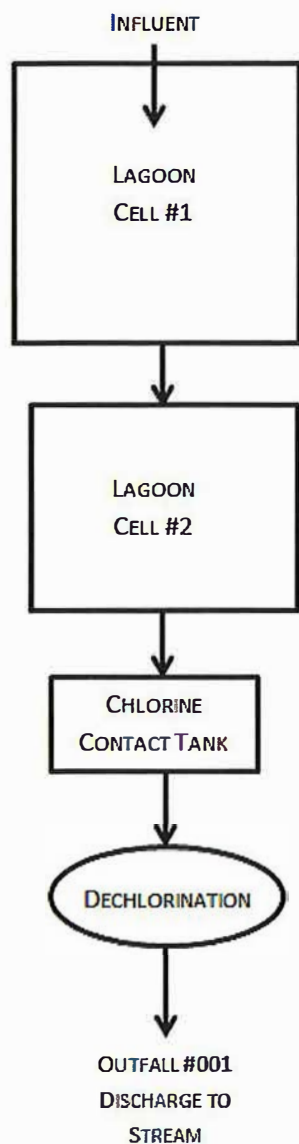 INFLUENT
LAGOON
CELL #1
LAGOON
CELL #2
CHLORINE
CONTACT TANK
DECHLORINATION
OUTFALL #001
DISCHARGE TO
STREAM